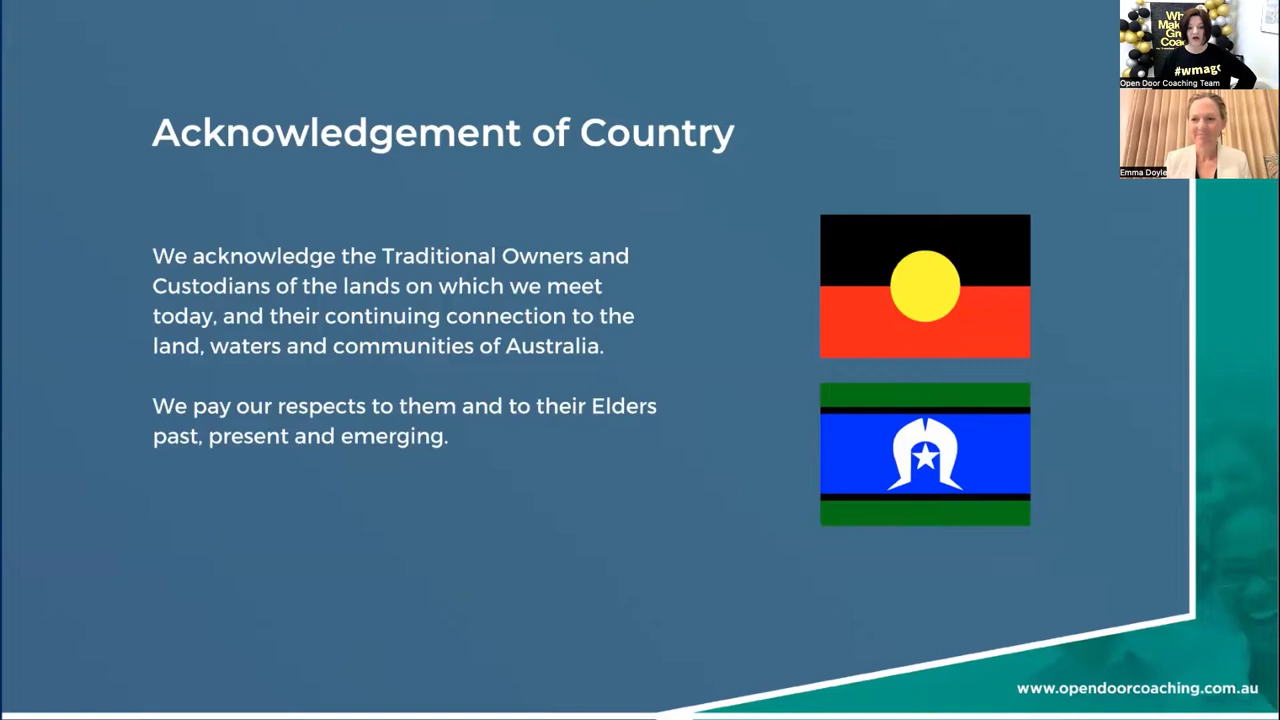 Acknowledgement of Country
We acknowledge the Traditional Owners and
Custodians of the lands on which we meet
today, and their continuing connection to the
land, waters and communities of Australia.
We pay our respects to them and to their Elders
past, present and emerging.
#wmagc
Open Door Coaching Team
Emma Doyle
www.opendoorcoaching.com.au